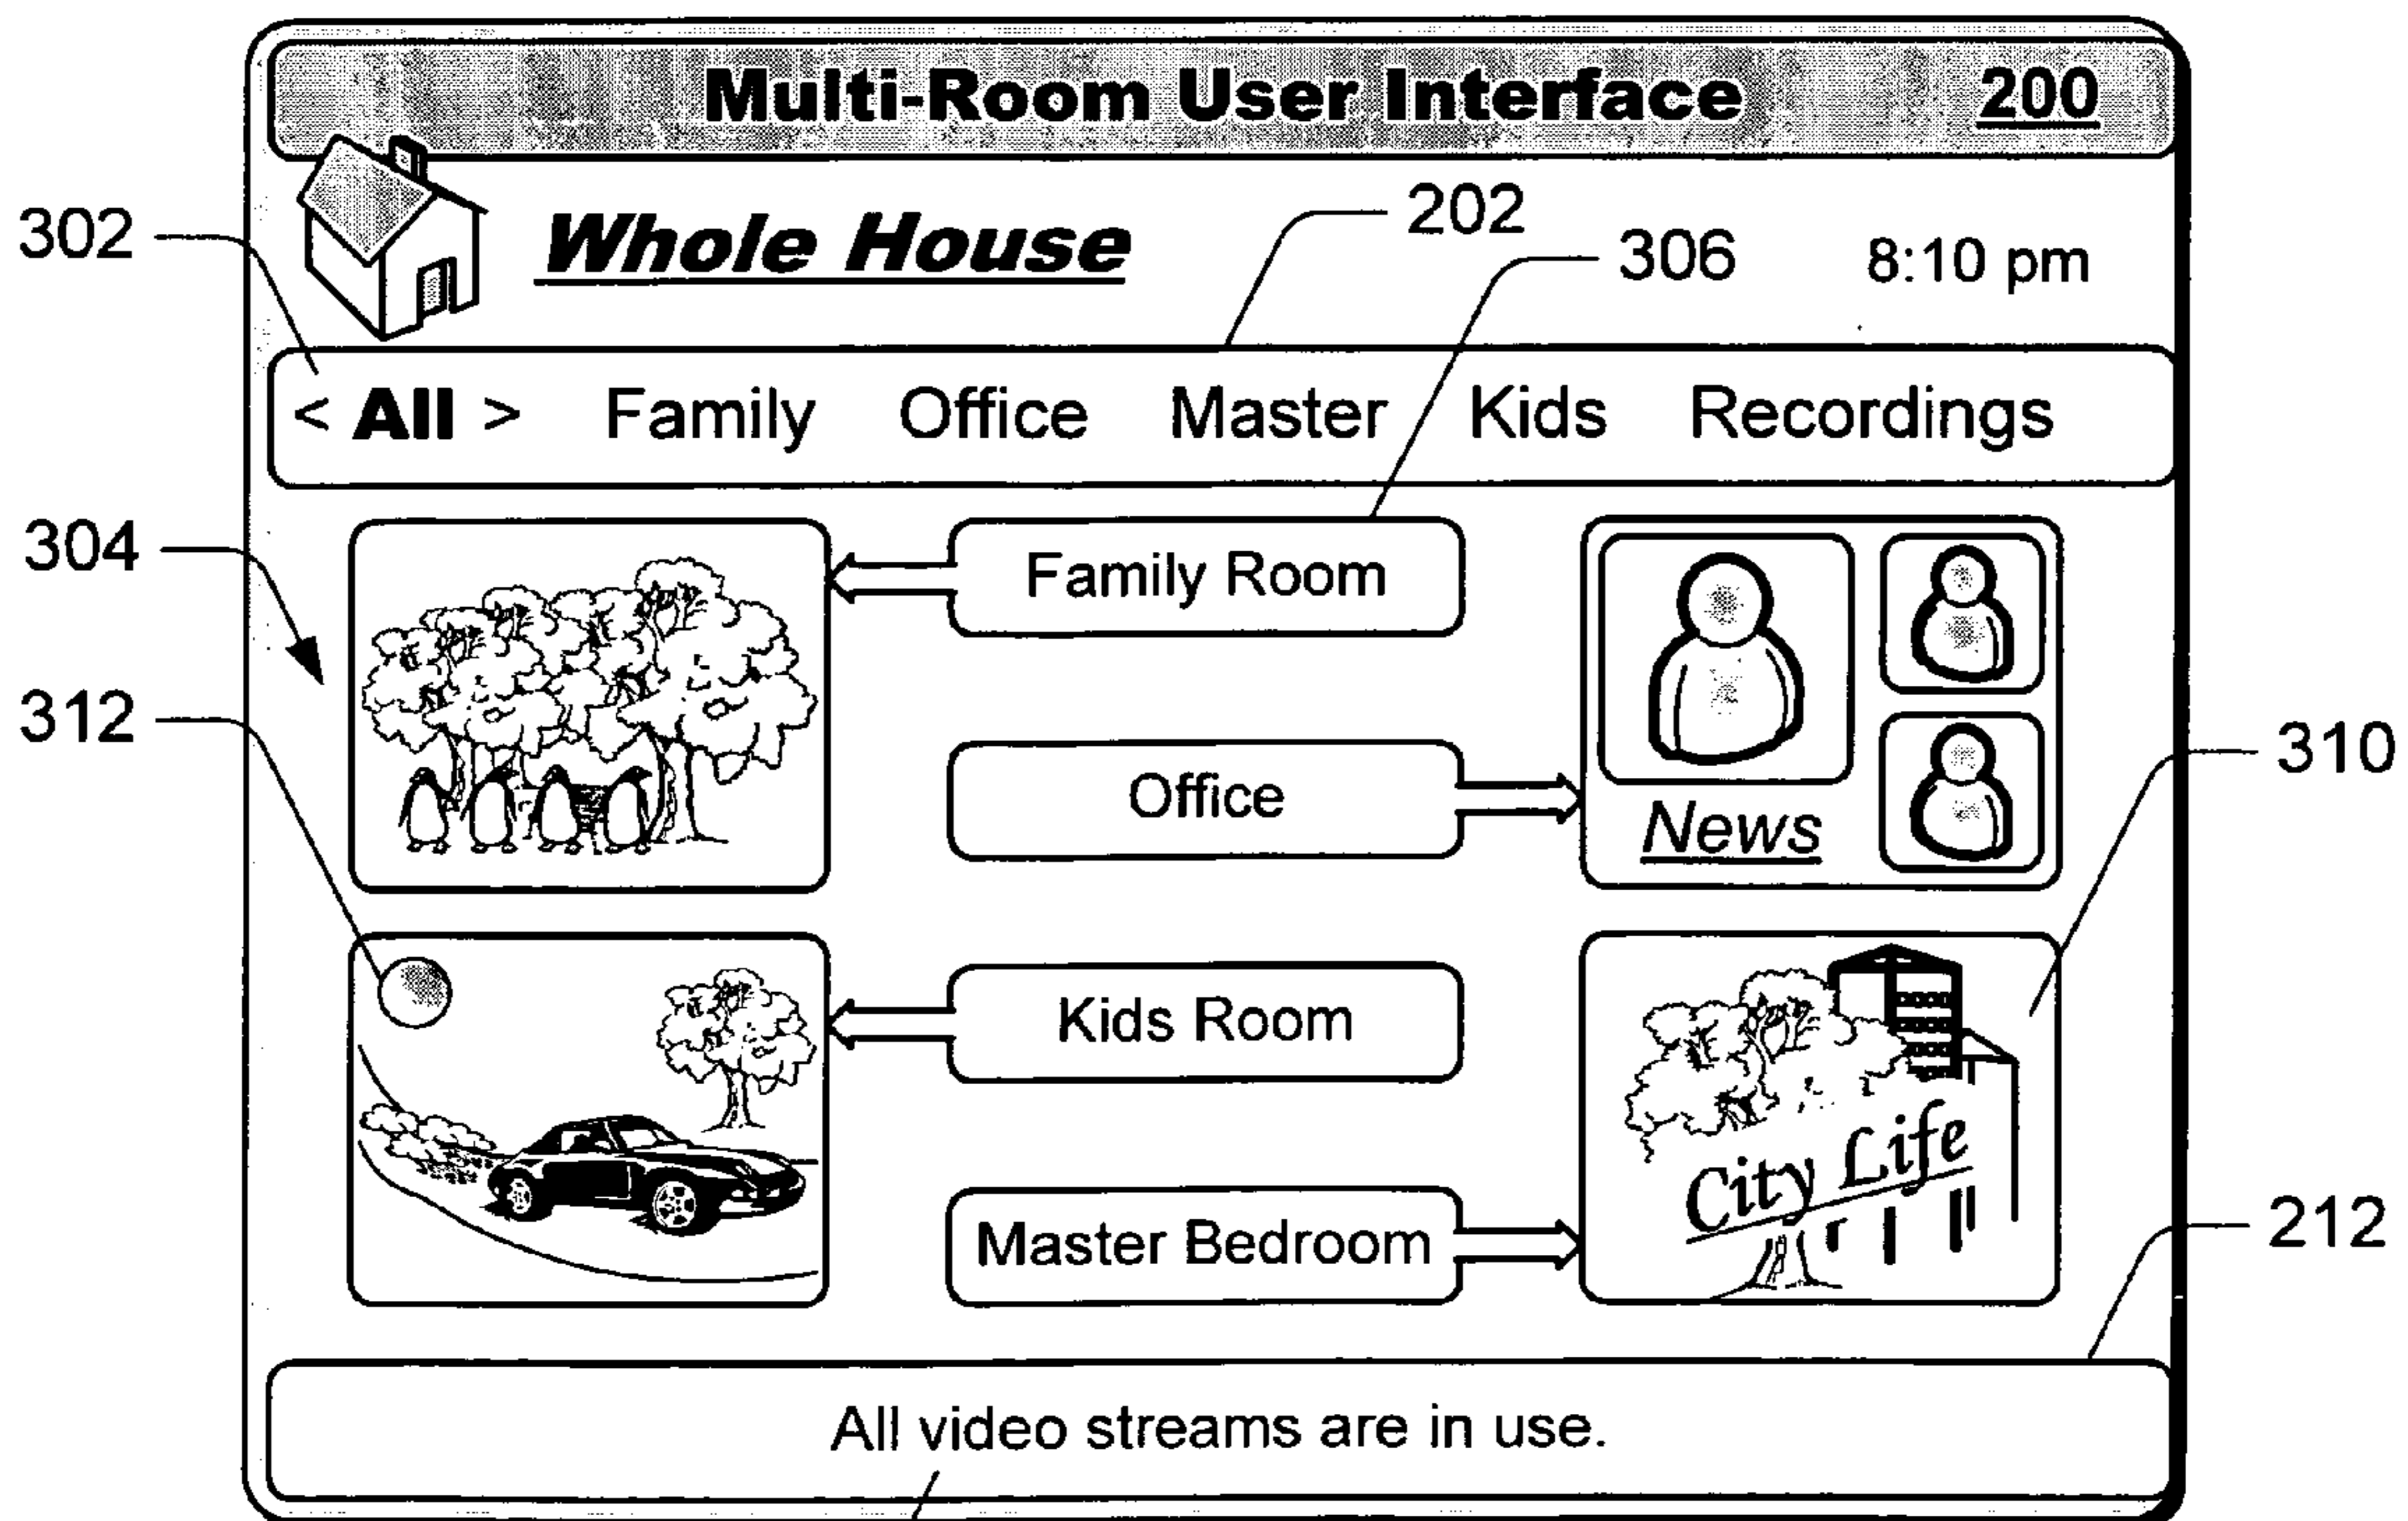 Multi-Room User Interface 200
302
Whole House
202
306
8:10 pm
< All > Family Office Master Kids Recordings
304
Family Room
312
Office
News
310
Kids Room
City Life
Master Bedroom
212
All video streams are in use.